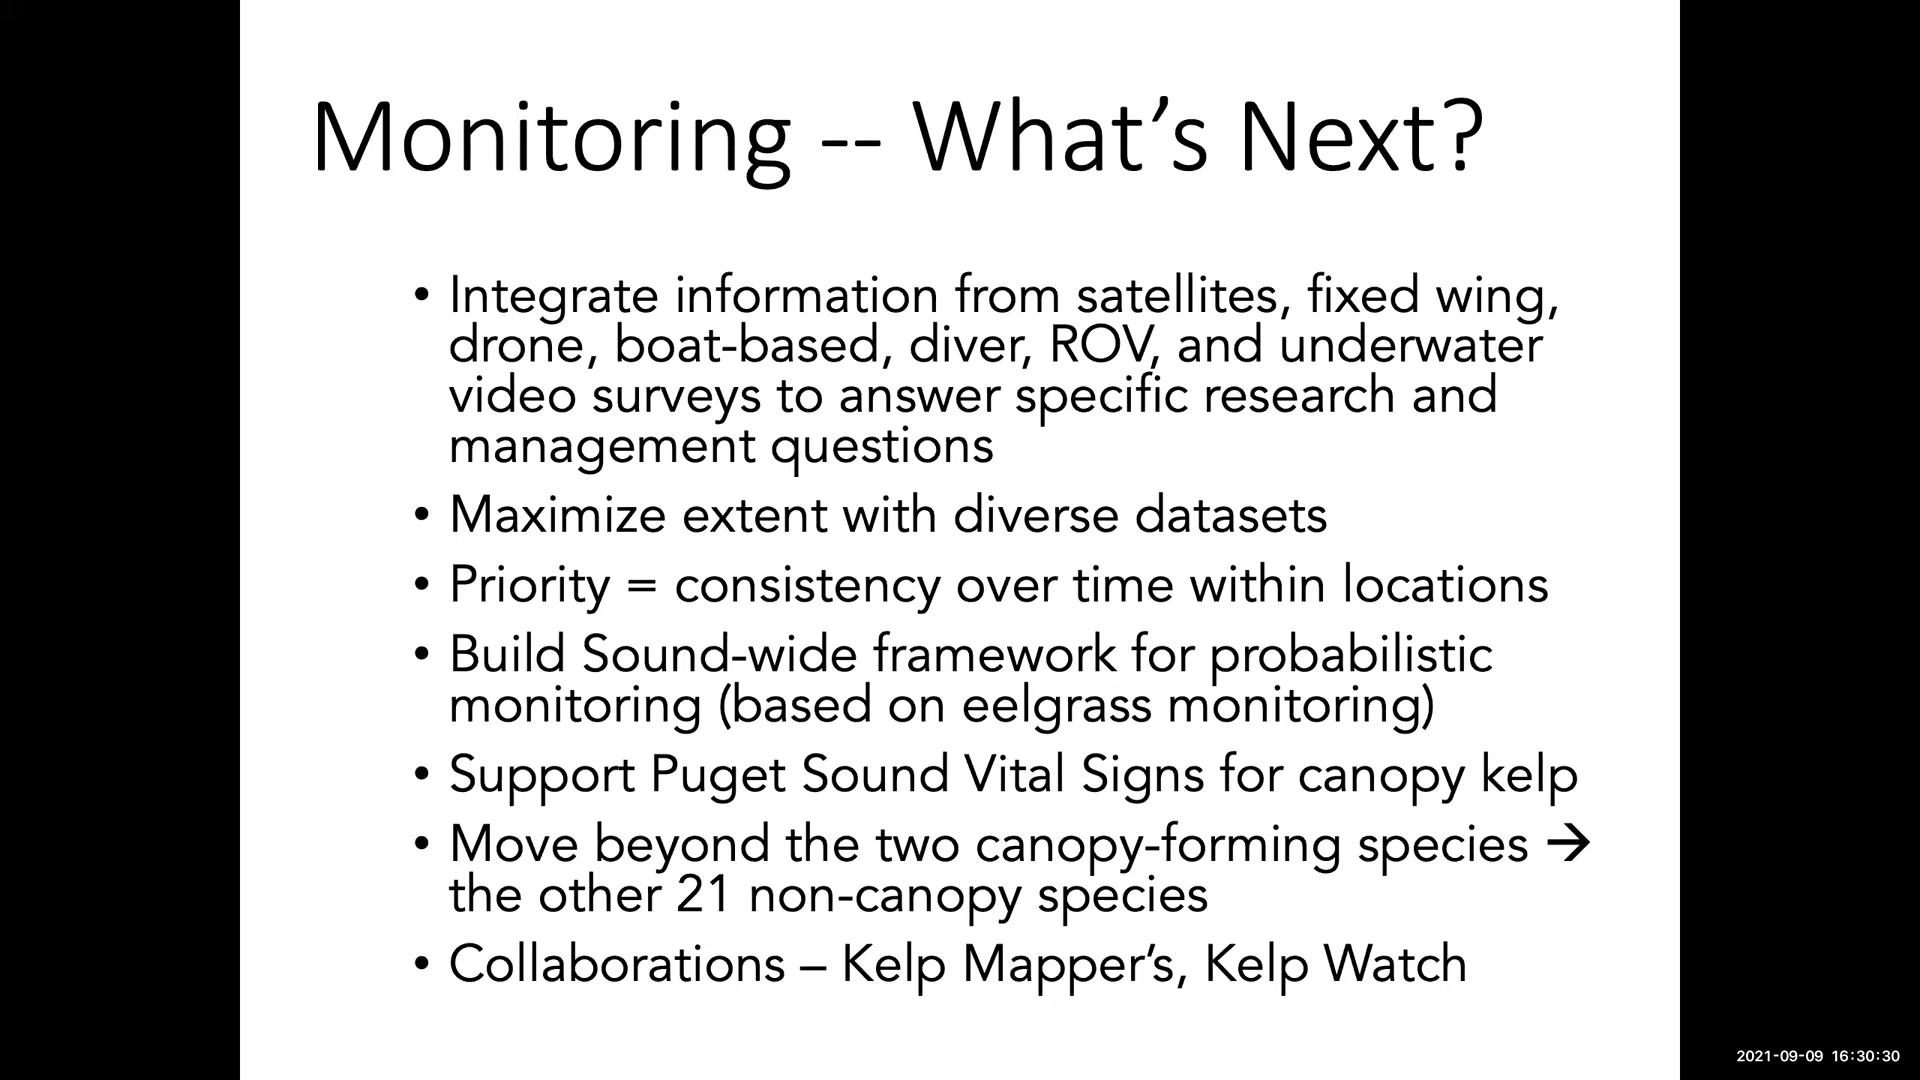 Monitoring -- What’s Next?
• Integrate information from satellites, fixed wing,
drone, boat-based, diver, ROV, and underwater
video surveys to answer specific research and
management questions
• Maximize extent with diverse datasets
• Priority = consistency over time within locations
• Build Sound-wide framework for probabilistic
monitoring (based on eelgrass monitoring)
• Support Puget Sound Vital Signs for canopy kelp
• Move beyond the two canopy-forming species →
the other 21 non-canopy species
• Collaborations – Kelp Mapper’s, Kelp Watch
2021-09-09 16:30:30